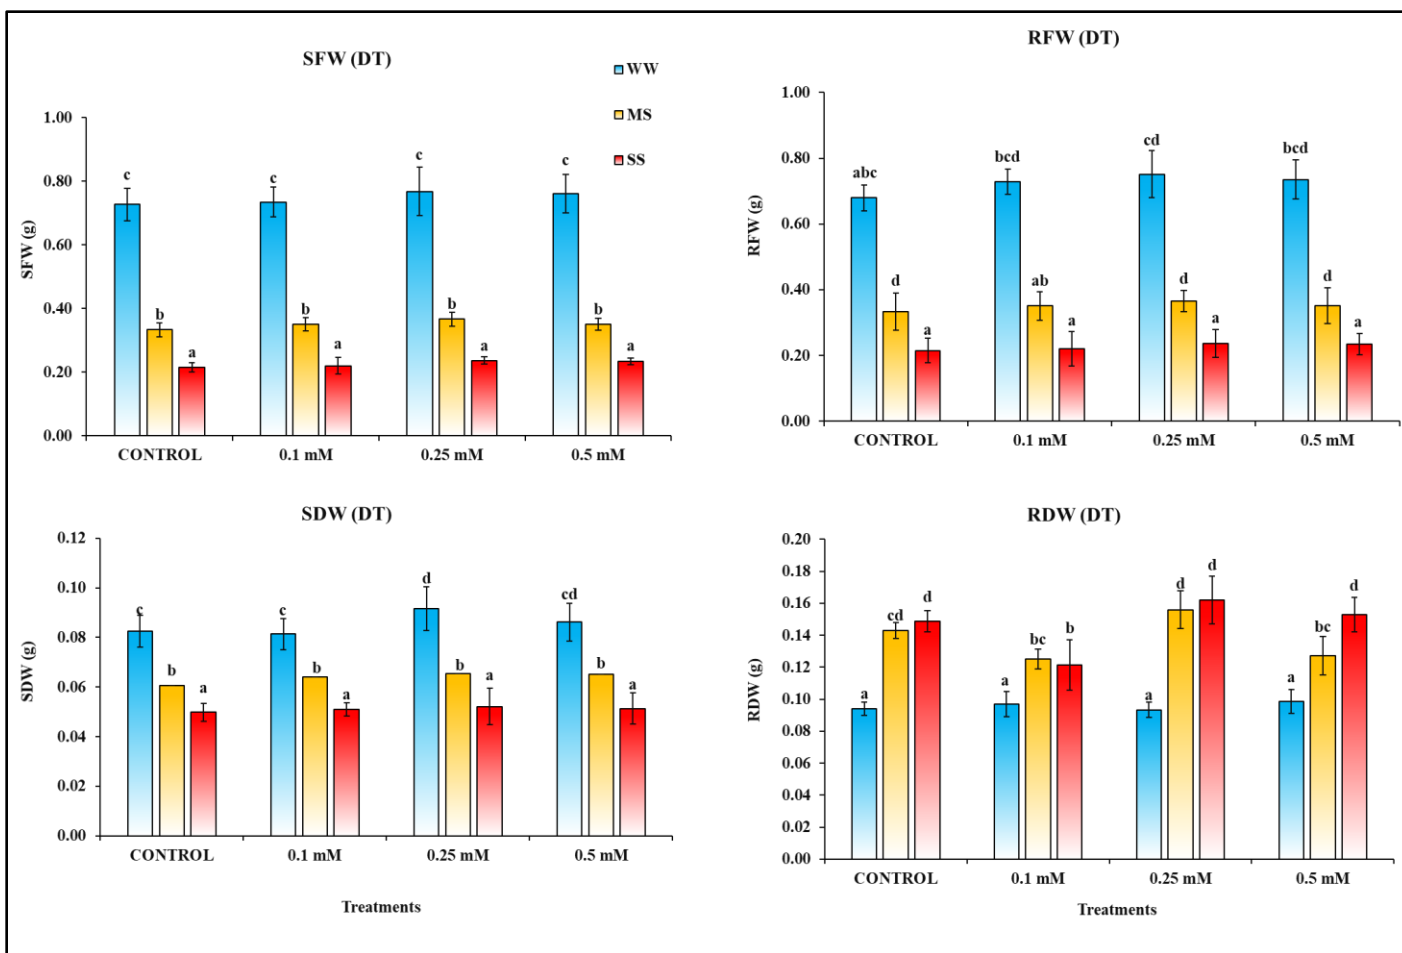 SFW (DT)
WW
MS
SS
SFW (g)
1.00
0.80
0.60
0.40
0.20
0.00
c
b
a
c
b
a
c
b
a
c
b
a
CONTROL
0.1 mM
0.25 mM
0.5 mM
RFW (DT)
RFW (g)
1.00
0.80
0.60
0.40
0.20
0.00
abc
d
a
bcd
ab
a
cd
d
a
bcd
d
a
CONTROL
0.1 mM
0.25 mM
0.5 mM
SDW (DT)
SDW (g)
0.12
0.10
0.08
0.06
0.04
0.02
0.00
c
b
a
c
b
a
d
b
a
cd
b
a
CONTROL
0.1 mM
0.25 mM
0.5 mM
Treatments
RDW (DT)
RDW (g)
0.20
0.18
0.16
0.14
0.12
0.10
0.08
0.06
0.04
0.02
0.00
a
cd
d
a
bc
b
a
d
d
a
bc
d
CONTROL
0.1 mM
0.25 mM
0.5 mM
Treatments